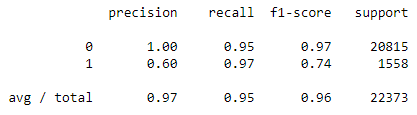 precision recall f1-score support
0 1.00 0.95 0.97 20815
1 0.60 0.97 0.74 1558
avg / total 0.97 0.95 0.96 22373